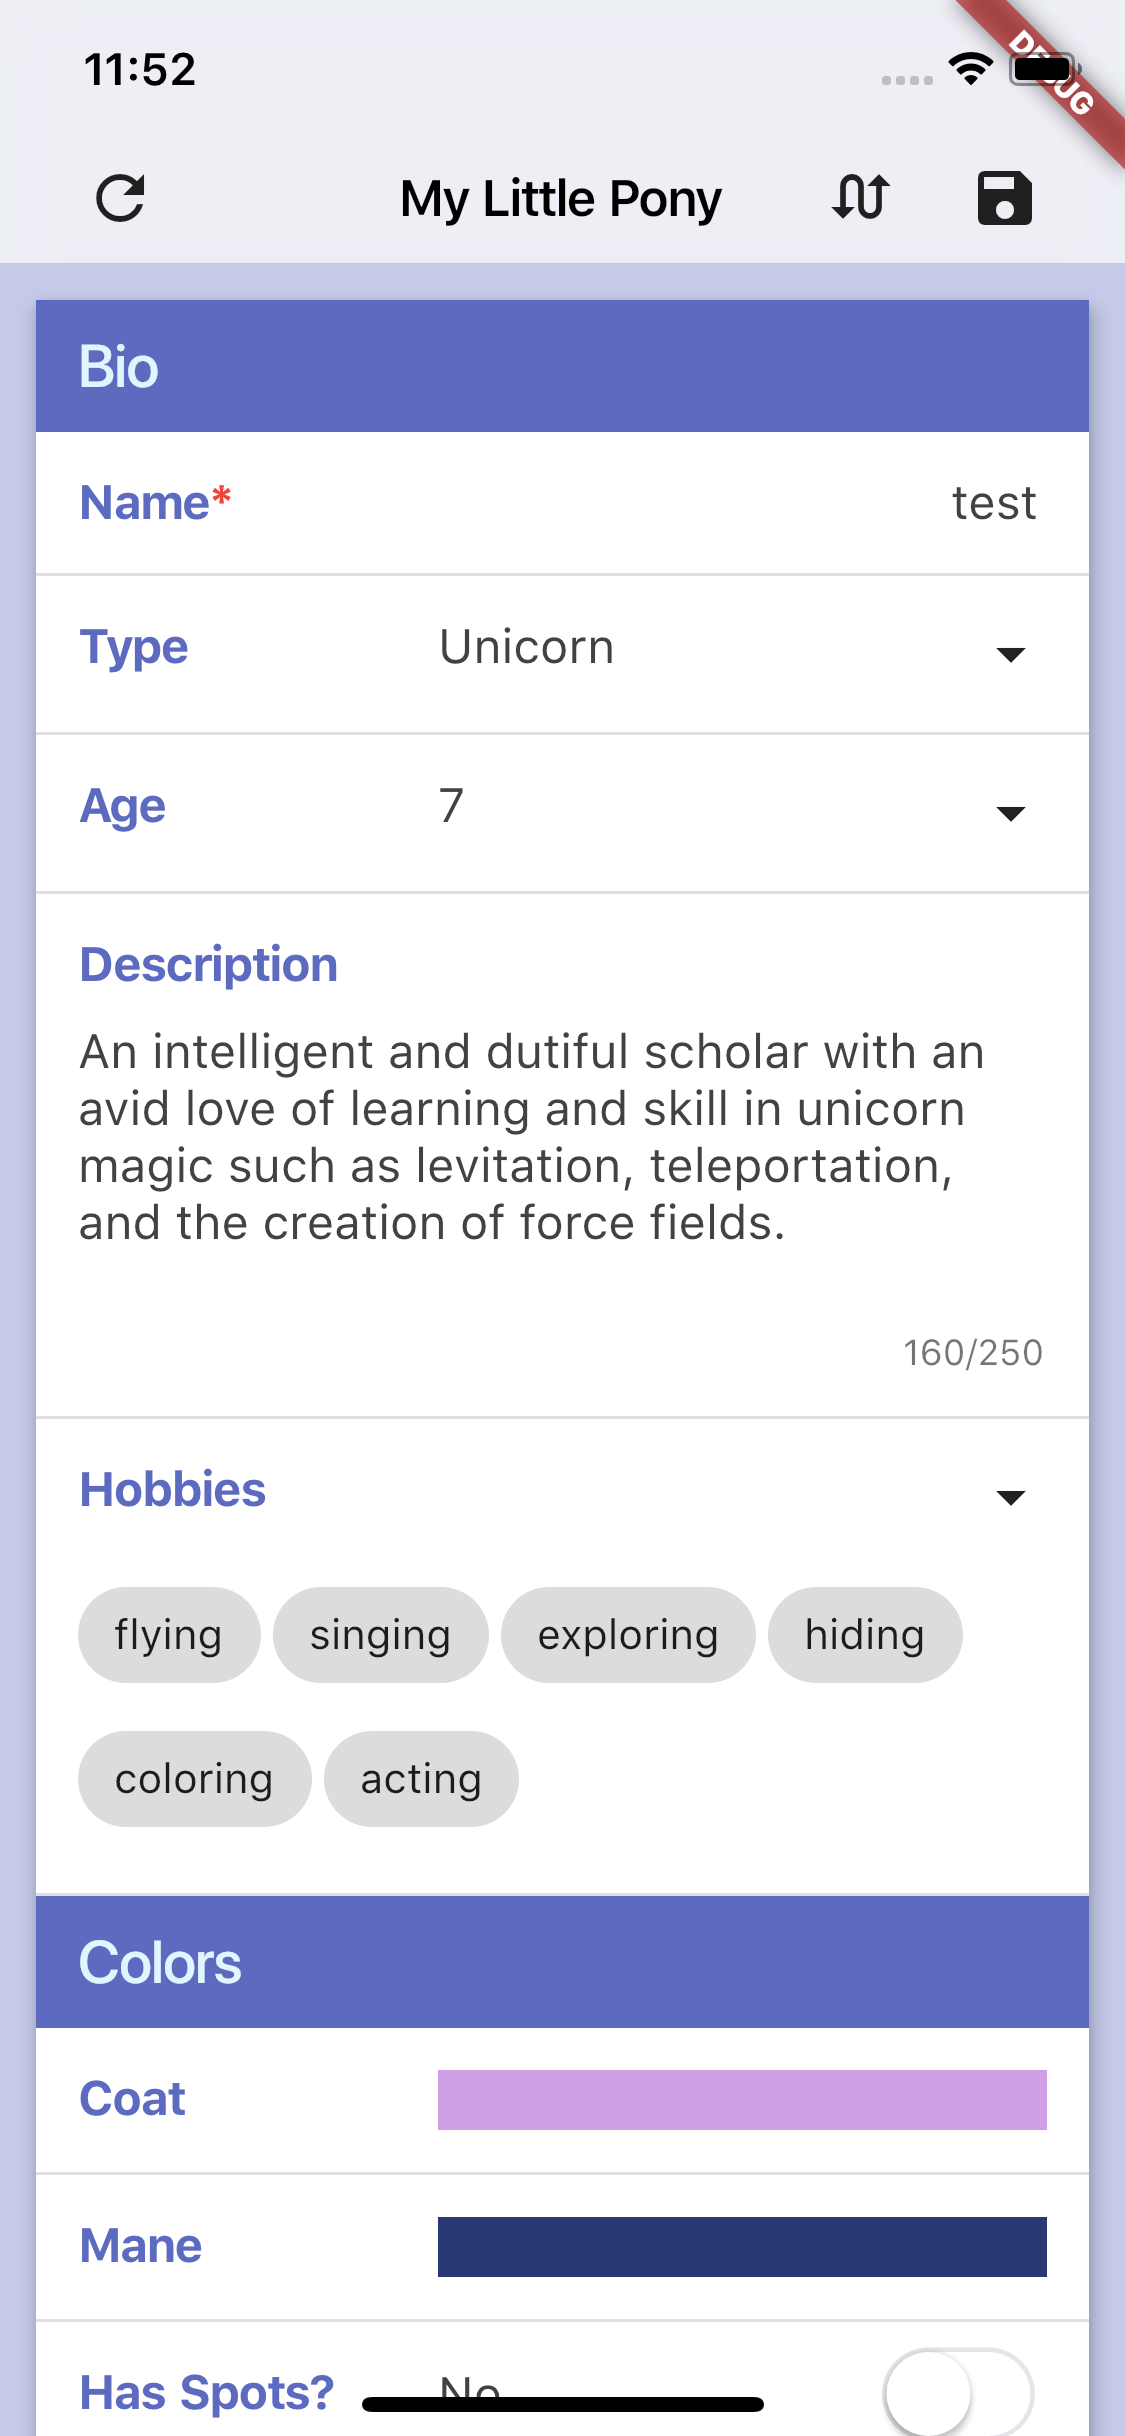 11:52
DEBUG
My Little Pony
Bio
Name* test
Type Unicorn
Age 7
Description
An intelligent and dutiful scholar with an
avid love of learning and skill in unicorn
magic such as levitation, teleportation,
and the creation of force fields.
160/250
Hobbies
flying singing exploring hiding
coloring acting
Colors
Coat
Mane
Has Spots? No